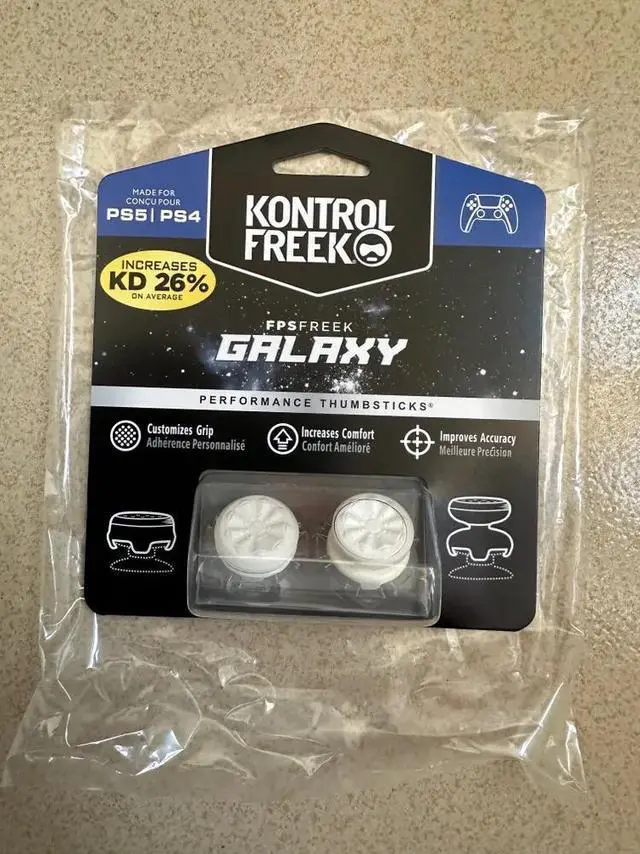 MADE FOR
CONÇU POUR
PS5 | PS4
KONTROL
FREEK
INCREASES
KD 26%
ON AVERAGE
FPSFREEK
GALAXY
PERFORMANCE THUMBSTICKS®
Customizes Grip
Adhérence Personnalisé
Increases Comfort
Confort Amélioré
Improves Accuracy
Meilleure Précision